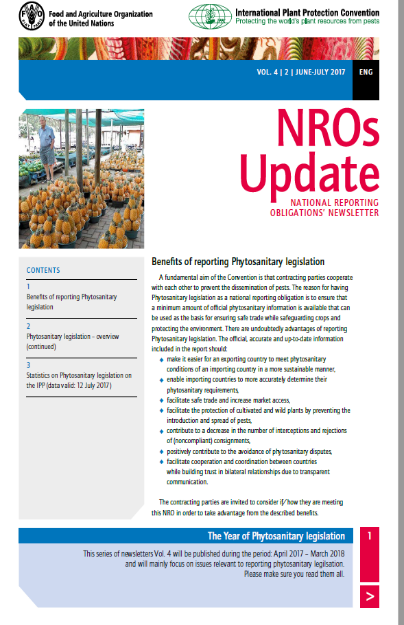 Food and Agriculture Organization
of the United Nations
International Plant Protection Convention
Protecting the world's plant resources from pests
VOL. 4 | 2 | JUNE-JULY 2017
ENG
NROs
Update
NATIONAL REPORTING
OBLIGATIONS' NEWSLETTER
CONTENTS
1
Benefits of reporting Phytosanitary
legislation
2
Phytosanitary legislation – overview
(continued)
3
Statistics on Phytosanitary legislation on
the IPP (data valid: 12 July 2017)
Benefits of reporting Phytosanitary legislation
A fundamental aim of the Convention is that contracting parties cooperate
with each other to prevent the dissemination of pests. The reason for having
Phytosanitary legislation as a national reporting obligation is to ensure that
a minimum amount of official phytosanitary information is available that can
be used as the basis for ensuring safe trade while safeguarding crops and
protecting the environment. There are undoubtedly advantages of reporting
Phytosanitary legislation. The official, accurate and up-to-date information
included in the report should:
♦ make it easier for an exporting country to meet phytosanitary
conditions of an importing country in a more sustainable manner,
♦ enable importing countries to more accurately determine their
phytosanitary requirements,
♦ facilitate safe trade and increase market access,
♦ facilitate the protection of cultivated and wild plants by preventing the
introduction and spread of pests,
♦ contribute to a decrease in the number of interceptions and rejections
of (noncompliant) consignments,
♦ positively contribute to the avoidance of phytosanitary disputes,
♦ facilitate cooperation and coordination between countries
while building trust in bilateral relationships due to transparent
communication.
The contracting parties are invited to consider if/how they are meeting
this NRO in order to take advantage from the described benefits.
The Year of Phytosanitary legislation
1
This series of newsletters Vol. 4 will be published during the period: April 2017 – March 2018
and will mainly focus on issues relevant to reporting phytosanitary legilsation.
Please make sure you read them all.
>